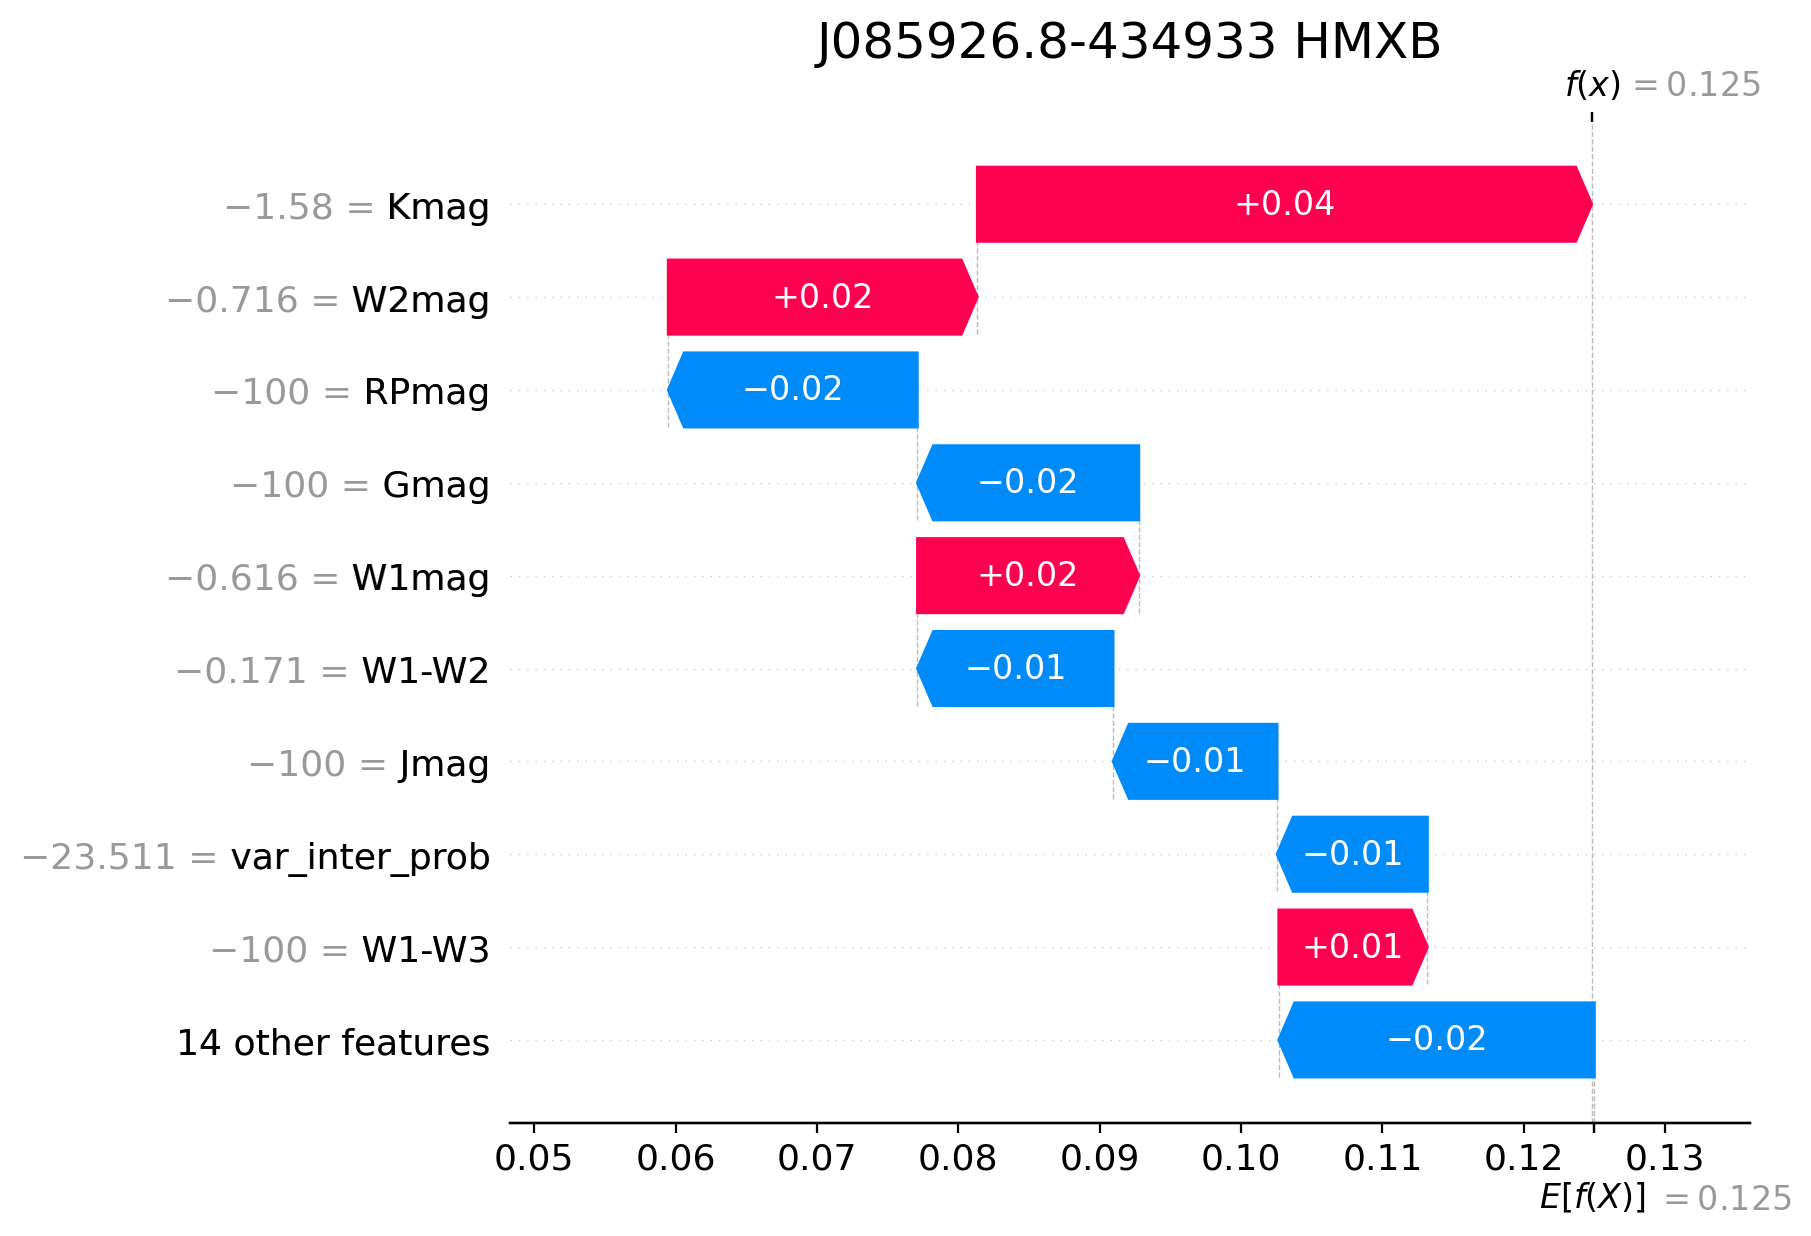 J085926.8-434933 HMXB
f(x) = 0.125
−1.58 = Kmag
+0.04
−0.716 = W2mag
+0.02
−100 = RPmag
−0.02
−100 = Gmag
−0.02
−0.616 = W1mag
+0.02
−0.171 = W1-W2
−0.01
−100 = Jmag
−0.01
−23.511 = var_inter_prob
−0.01
−100 = W1-W3
+0.01
14 other features
−0.02
0.05 0.06 0.07 0.08 0.09 0.10 0.11 0.12 0.13
E[f(X)] = 0.125